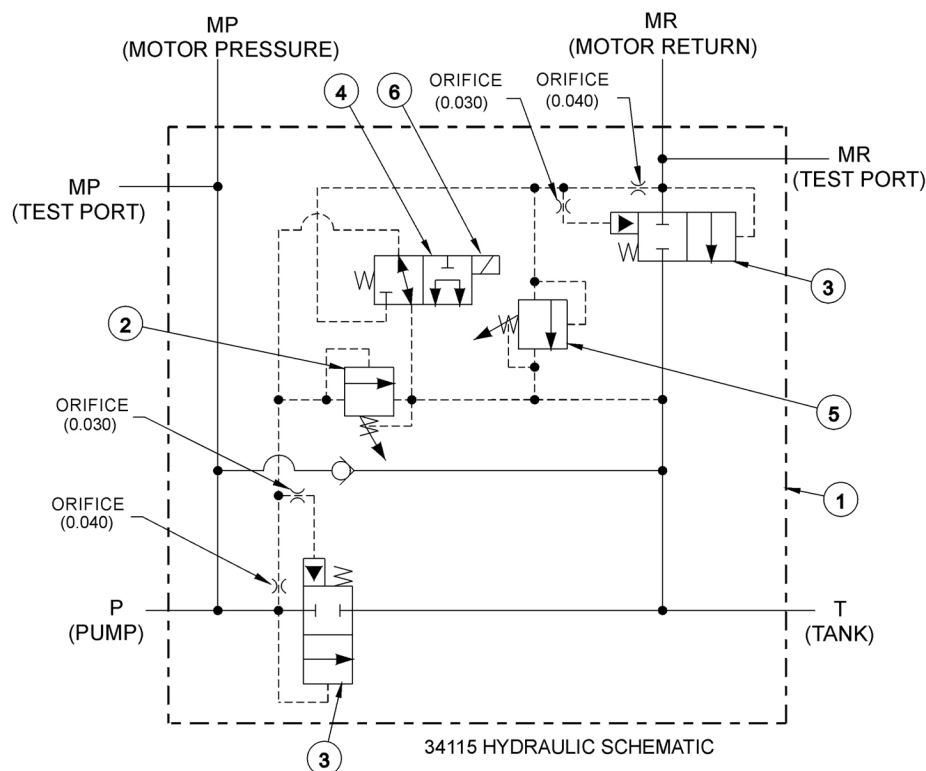 MP
(MOTOR PRESSURE)
MR
(MOTOR RETURN)
4
6
ORIFICE
(0.030)
ORIFICE
(0.040)
MP
(TEST PORT)
MR
(TEST PORT)
3
2
5
ORIFICE
(0.030)
1
ORIFICE
(0.040)
P
(PUMP)
T
(TANK)
3
34115 HYDRAULIC SCHEMATIC